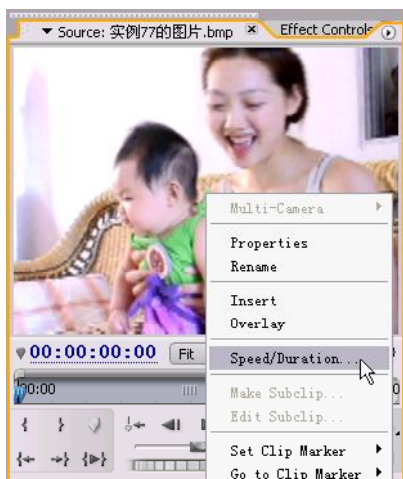 Source: 实例77的图片.bmp Effect Controls
Multi-Camera
Properties
Rename
Insert
Overlay
Speed/Duration...
00:00:00:00 Fit
00:00
Make Subclip...
Edit Subclip...
Set Clip Marker
Go to Clip Marker